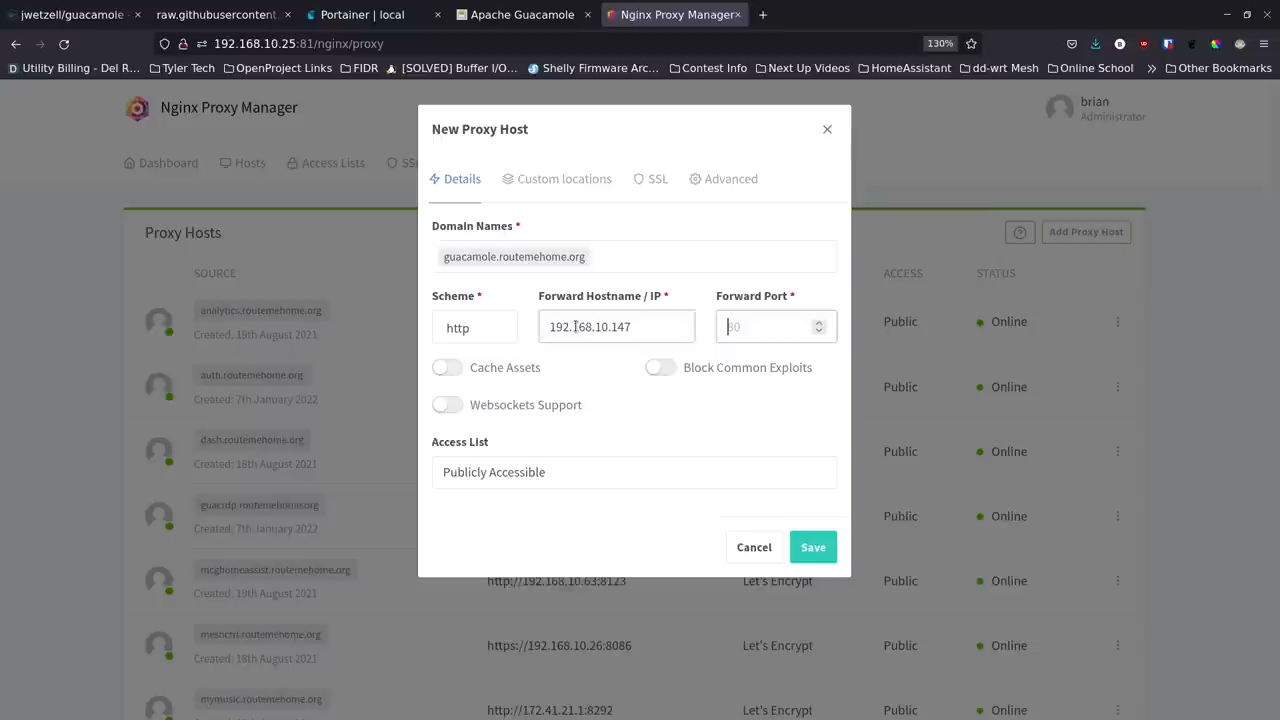 jwetzell/guacamole -
raw.githubusercontent.
Portainer | local
Apache Guacamole
Nginx Proxy Manager
192.168.10.25:81/nginx/proxy
130%
Utility Billing - Del R...
Tyler Tech
OpenProject Links
FIDR
[SOLVED] Buffer I/O...
Shelly Firmware Arc...
Contest Info
Next Up Videos
HomeAssistant
dd-wrt Mesh
Online School
Other Bookmarks
Nginx Proxy Manager
brian
Administrator
Dashboard
Hosts
Access Lists
New Proxy Host
Details
Custom locations
SSL
Advanced
Proxy Hosts
Add Proxy Host
SOURCE
ACCESS
STATUS
Domain Names *
guacamole.routemehome.org
Scheme *
Forward Hostname / IP *
Forward Port *
http
192.168.10.147
80
Cache Assets
Block Common Exploits
Websockets Support
Access List
Publicly Accessible
Cancel
Save
analytics.routemehome.org
Created: 19th August 2021
Public
Online
auth.routemehome.org
Created: 7th January 2022
Public
Online
dash.routemehome.org
Created: 18th August 2021
Public
Online
Created: 7th January 2022
Public
Online
mcghomeassist.routemehome.org
Created: 19th August 2021
http://192.168.10.63:8123
Let's Encrypt
Public
Online
Created: 18th August 2021
https://192.168.10.26:8086
Let's Encrypt
Public
Online
mymusic.routemehome.org
http://172.41.21.1:8292
Let's Encrypt
Public
Online